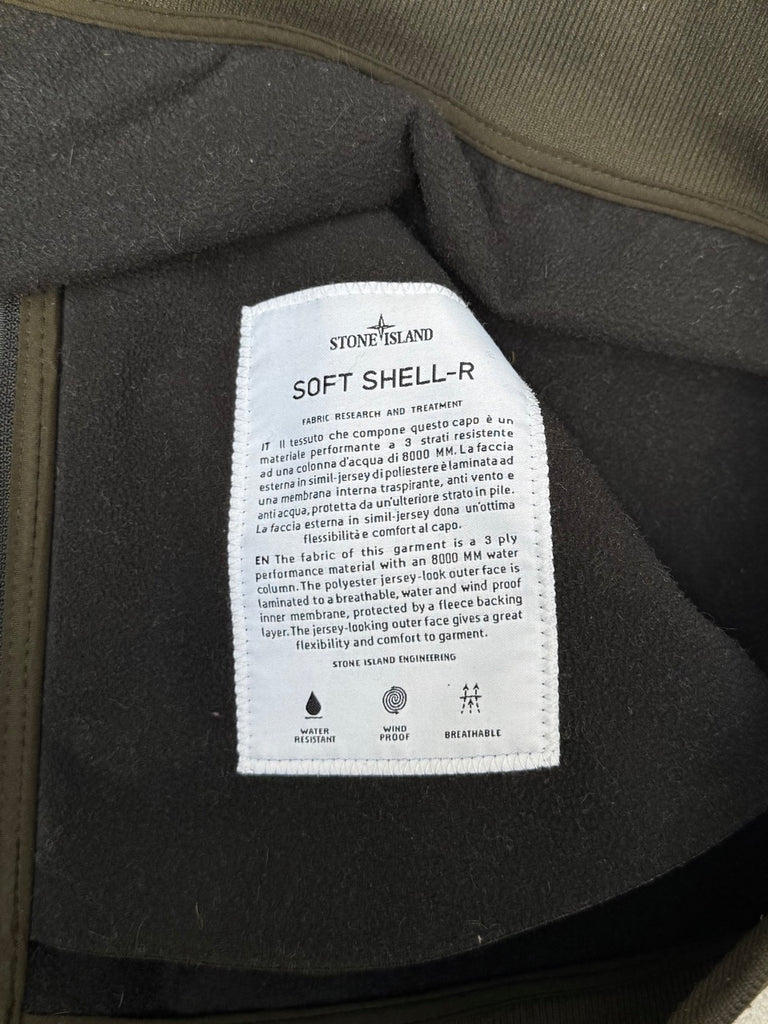 STONE ISLAND
SOFT SHELL-R
FABRIC RESEARCH AND TREATMENT
IT Il tessuto che compone questo capo è un
materiale performante a 3 strati resistente
ad una colonna d'acqua di 8000 MM. La faccia
esterna in simil-jersey di poliestere è laminata ad
una membrana interna traspirante, anti vento e
anti acqua, protetta da un'ulteriore strato in pile.
La faccia esterna in simil-jersey dona un'ottima
flessibilità e comfort al capo.
EN The fabric of this garment is a 3 ply
performance material with an 8000 MM water
column. The polyester jersey-look outer face is
laminated to a breathable, water and wind proof
inner membrane, protected by a fleece backing
layer. The jersey-looking outer face gives a great
flexibility and comfort to garment.
STONE ISLAND ENGINEERING
WATER
RESISTANT
WIND
PROOF
BREATHABLE